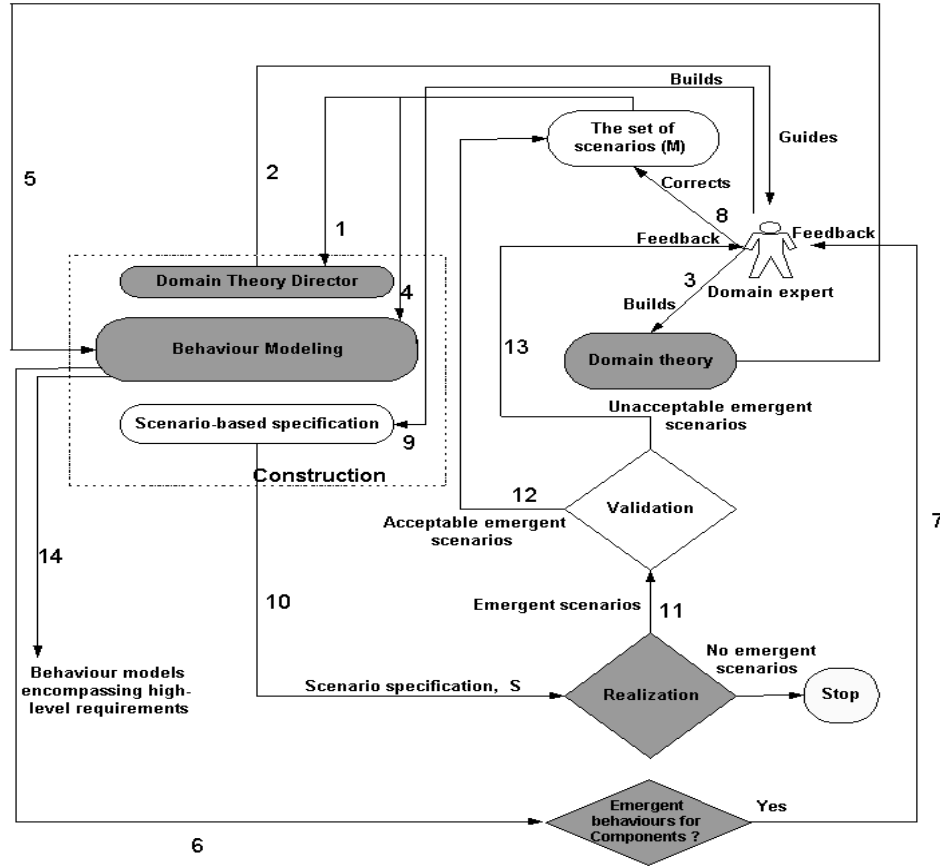 Builds
The set of
scenarios (M)
Guides
5
2
Corrects
1
8
Feedback
Feedback
Domain Theory Director
4
3
Domain expert
Builds
Behaviour Modeling
13
Domain theory
Unacceptable emergent
scenarios
Scenario-based specification
9
Construction
12
Validation
Acceptable emergent
scenarios
7
14
10
Emergent scenarios
11
No emergent
scenarios
Behaviour models
encompassing high-
level requirements
Scenario specification, S
Realization
Stop
Emergent
behaviours for
Components ?
Yes
6